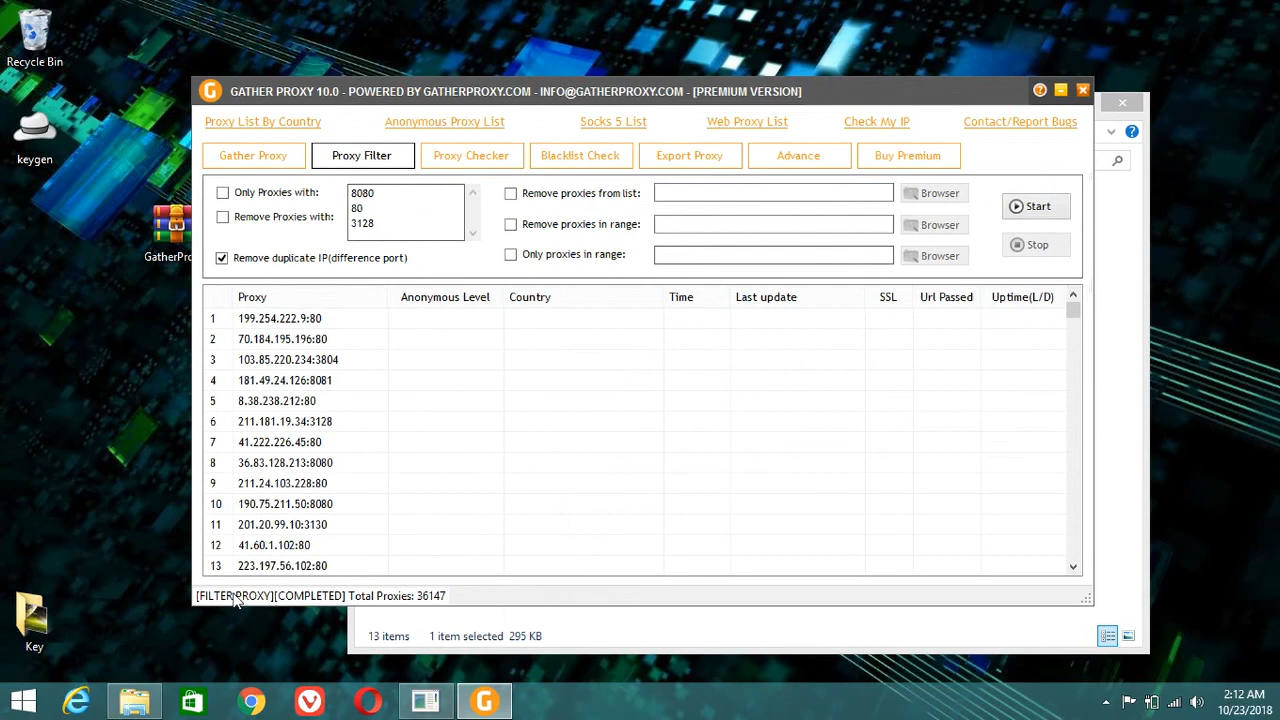 Recycle Bin
keygen
GatherPro
Key
G GATHER PROXY 10.0 - POWERED BY GATHERPROXY.COM - INFO@GATHERPROXY.COM - [PREMIUM VERSION]
Proxy List By Country Anonymous Proxy List Socks 5 List Web Proxy List Check My IP Contact/Report Bugs
Gather Proxy Proxy Filter Proxy Checker Blacklist Check Export Proxy Advance Buy Premium
Only Proxies with:
Remove Proxies with:
8080
80
3128
Remove duplicate IP(difference port)
Remove proxies from list: Browser
Remove proxies in range: Browser
Only proxies in range: Browser
Start
Stop
Proxy Anonymous Level Country Time Last update SSL Url Passed Uptime(L/D)
1 199.254.222.9:80
2 70.184.195.196:80
3 103.85.220.234:3804
4 181.49.24.126:8081
5 8.38.238.212:80
6 211.181.19.34:3128
7 41.222.226.45:80
8 36.83.128.213:8080
9 211.24.103.228:80
10 190.75.211.50:8080
11 201.20.99.10:3130
12 41.60.1.102:80
13 223.197.56.102:80
[FILTER PROXY][COMPLETED] Total Proxies: 36147
13 items 1 item selected 295 KB
2:12 AM
10/23/2018